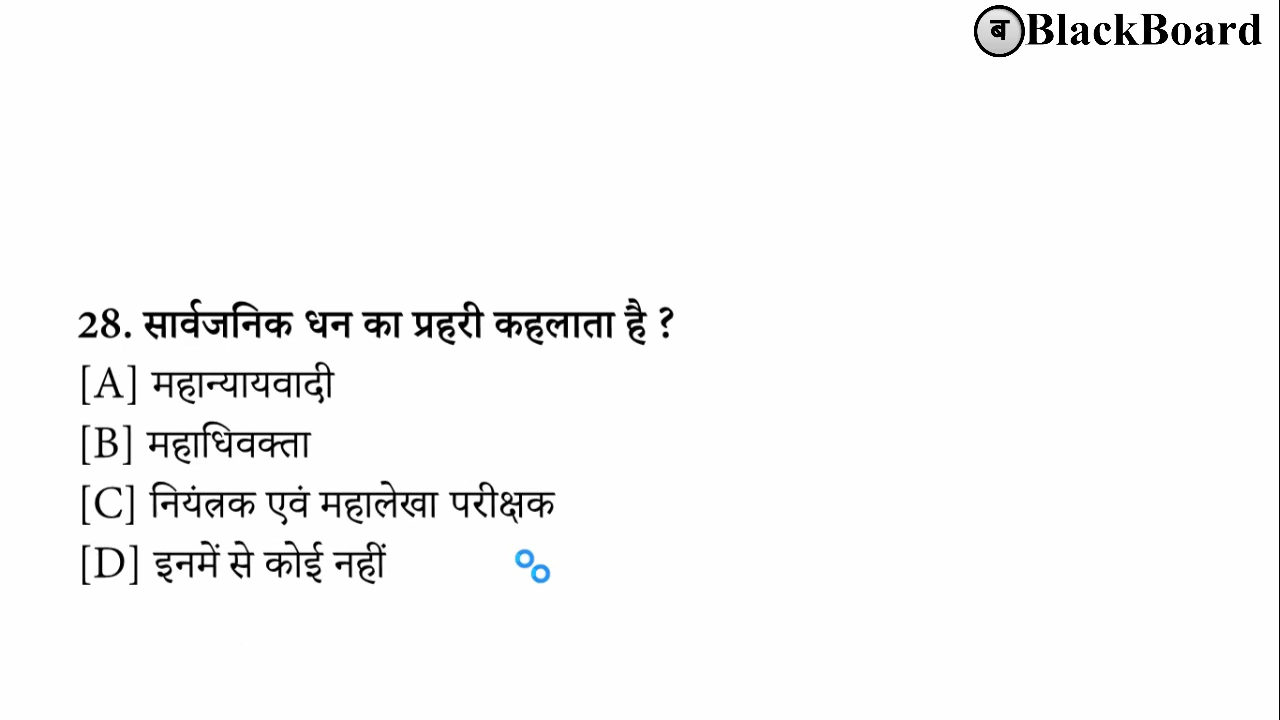 ब BlackBoard
28. सार्वजनिक धन का प्रहरी कहलाता है ?
[A] महान्यायवादी
[B] महाधिवक्ता
[C] नियंत्रक एवं महालेखा परीक्षक
[D] इनमें से कोई नहीं